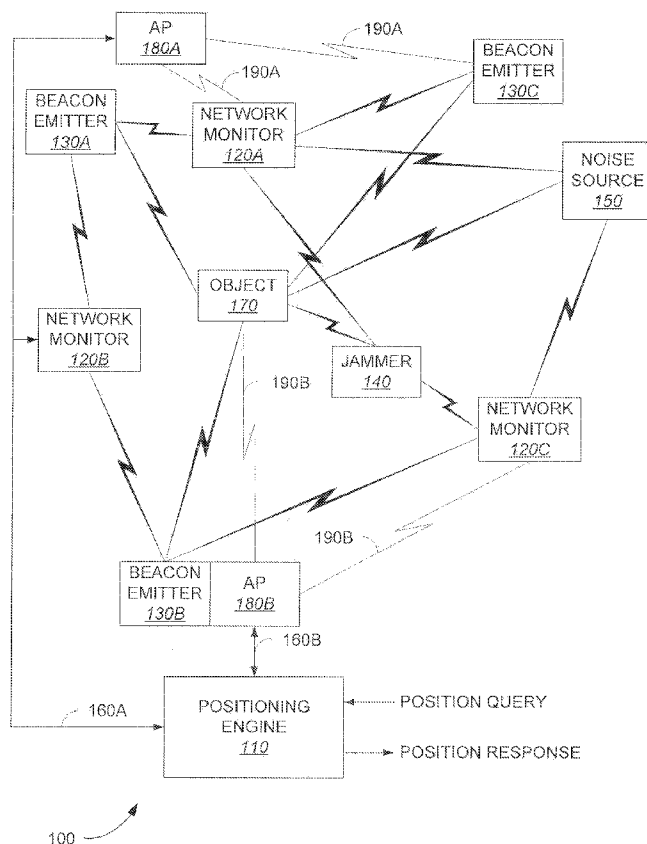 AP
180A
190A
190A
BEACON
EMITTER
130C
BEACON
EMITTER
130A
NETWORK
MONITOR
120A
NOISE
SOURCE
150
OBJECT
170
NETWORK
MONITOR
120B
JAMMER
140
190B
NETWORK
MONITOR
120C
190B
BEACON
EMITTER
130B
AP
180B
160B
160A
POSITIONING
ENGINE
110
POSITION QUERY
POSITION RESPONSE
100